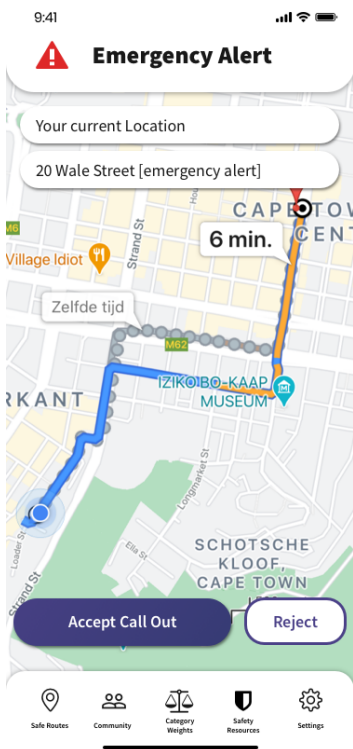 9:41
Emergency Alert
Your current Location
20 Wale Street [emergency alert]
CAPE TOW
CENT
M6
6 min.
Strand St
Village Idiot
Zelfde tijd
M62
IZIKO BO-KAAP
MUSEUM
RKANT
Longmarket St
Loader St
Ella St
SCHOTSCHE
KLOOF,
CAPE TOWN
Strand St
Accept Call Out
Reject
Safe Routes
Community
Category
Weights
Safety
Resources
Settings